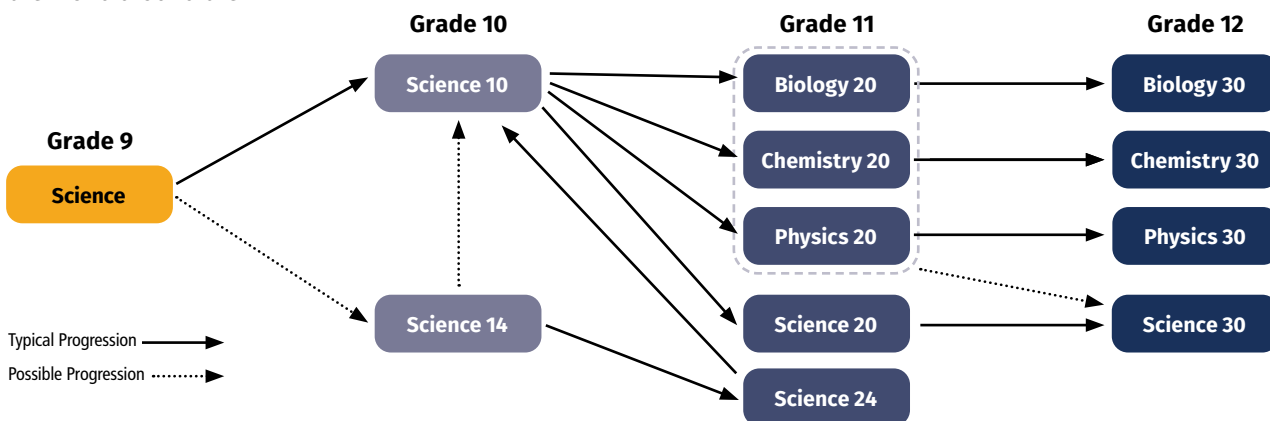 Grade 10
Grade 11
Grade 12
Science 10
Biology 20
Biology 30
Grade 9
Science
Chemistry 20
Chemistry 30
Physics 20
Physics 30
Science 14
Science 20
Science 30
Typical Progression
Possible Progression
Science 24